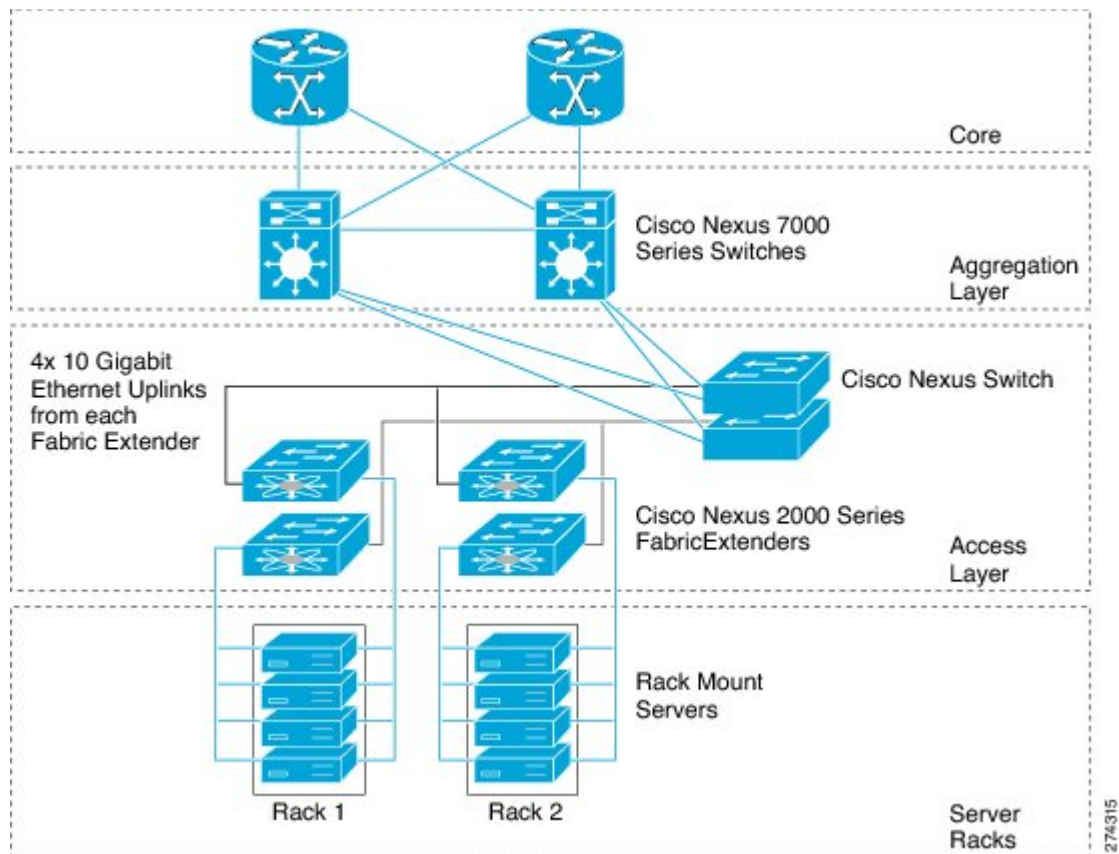 Core
Cisco Nexus 7000
Series Switches
Aggregation
Layer
4x 10 Gigabit
Ethernet Uplinks
from each
Fabric Extender
Cisco Nexus Switch
Cisco Nexus 2000 Series
FabricExtenders
Access
Layer
Rack Mount
Servers
Rack 1
Rack 2
Server
Racks
274315